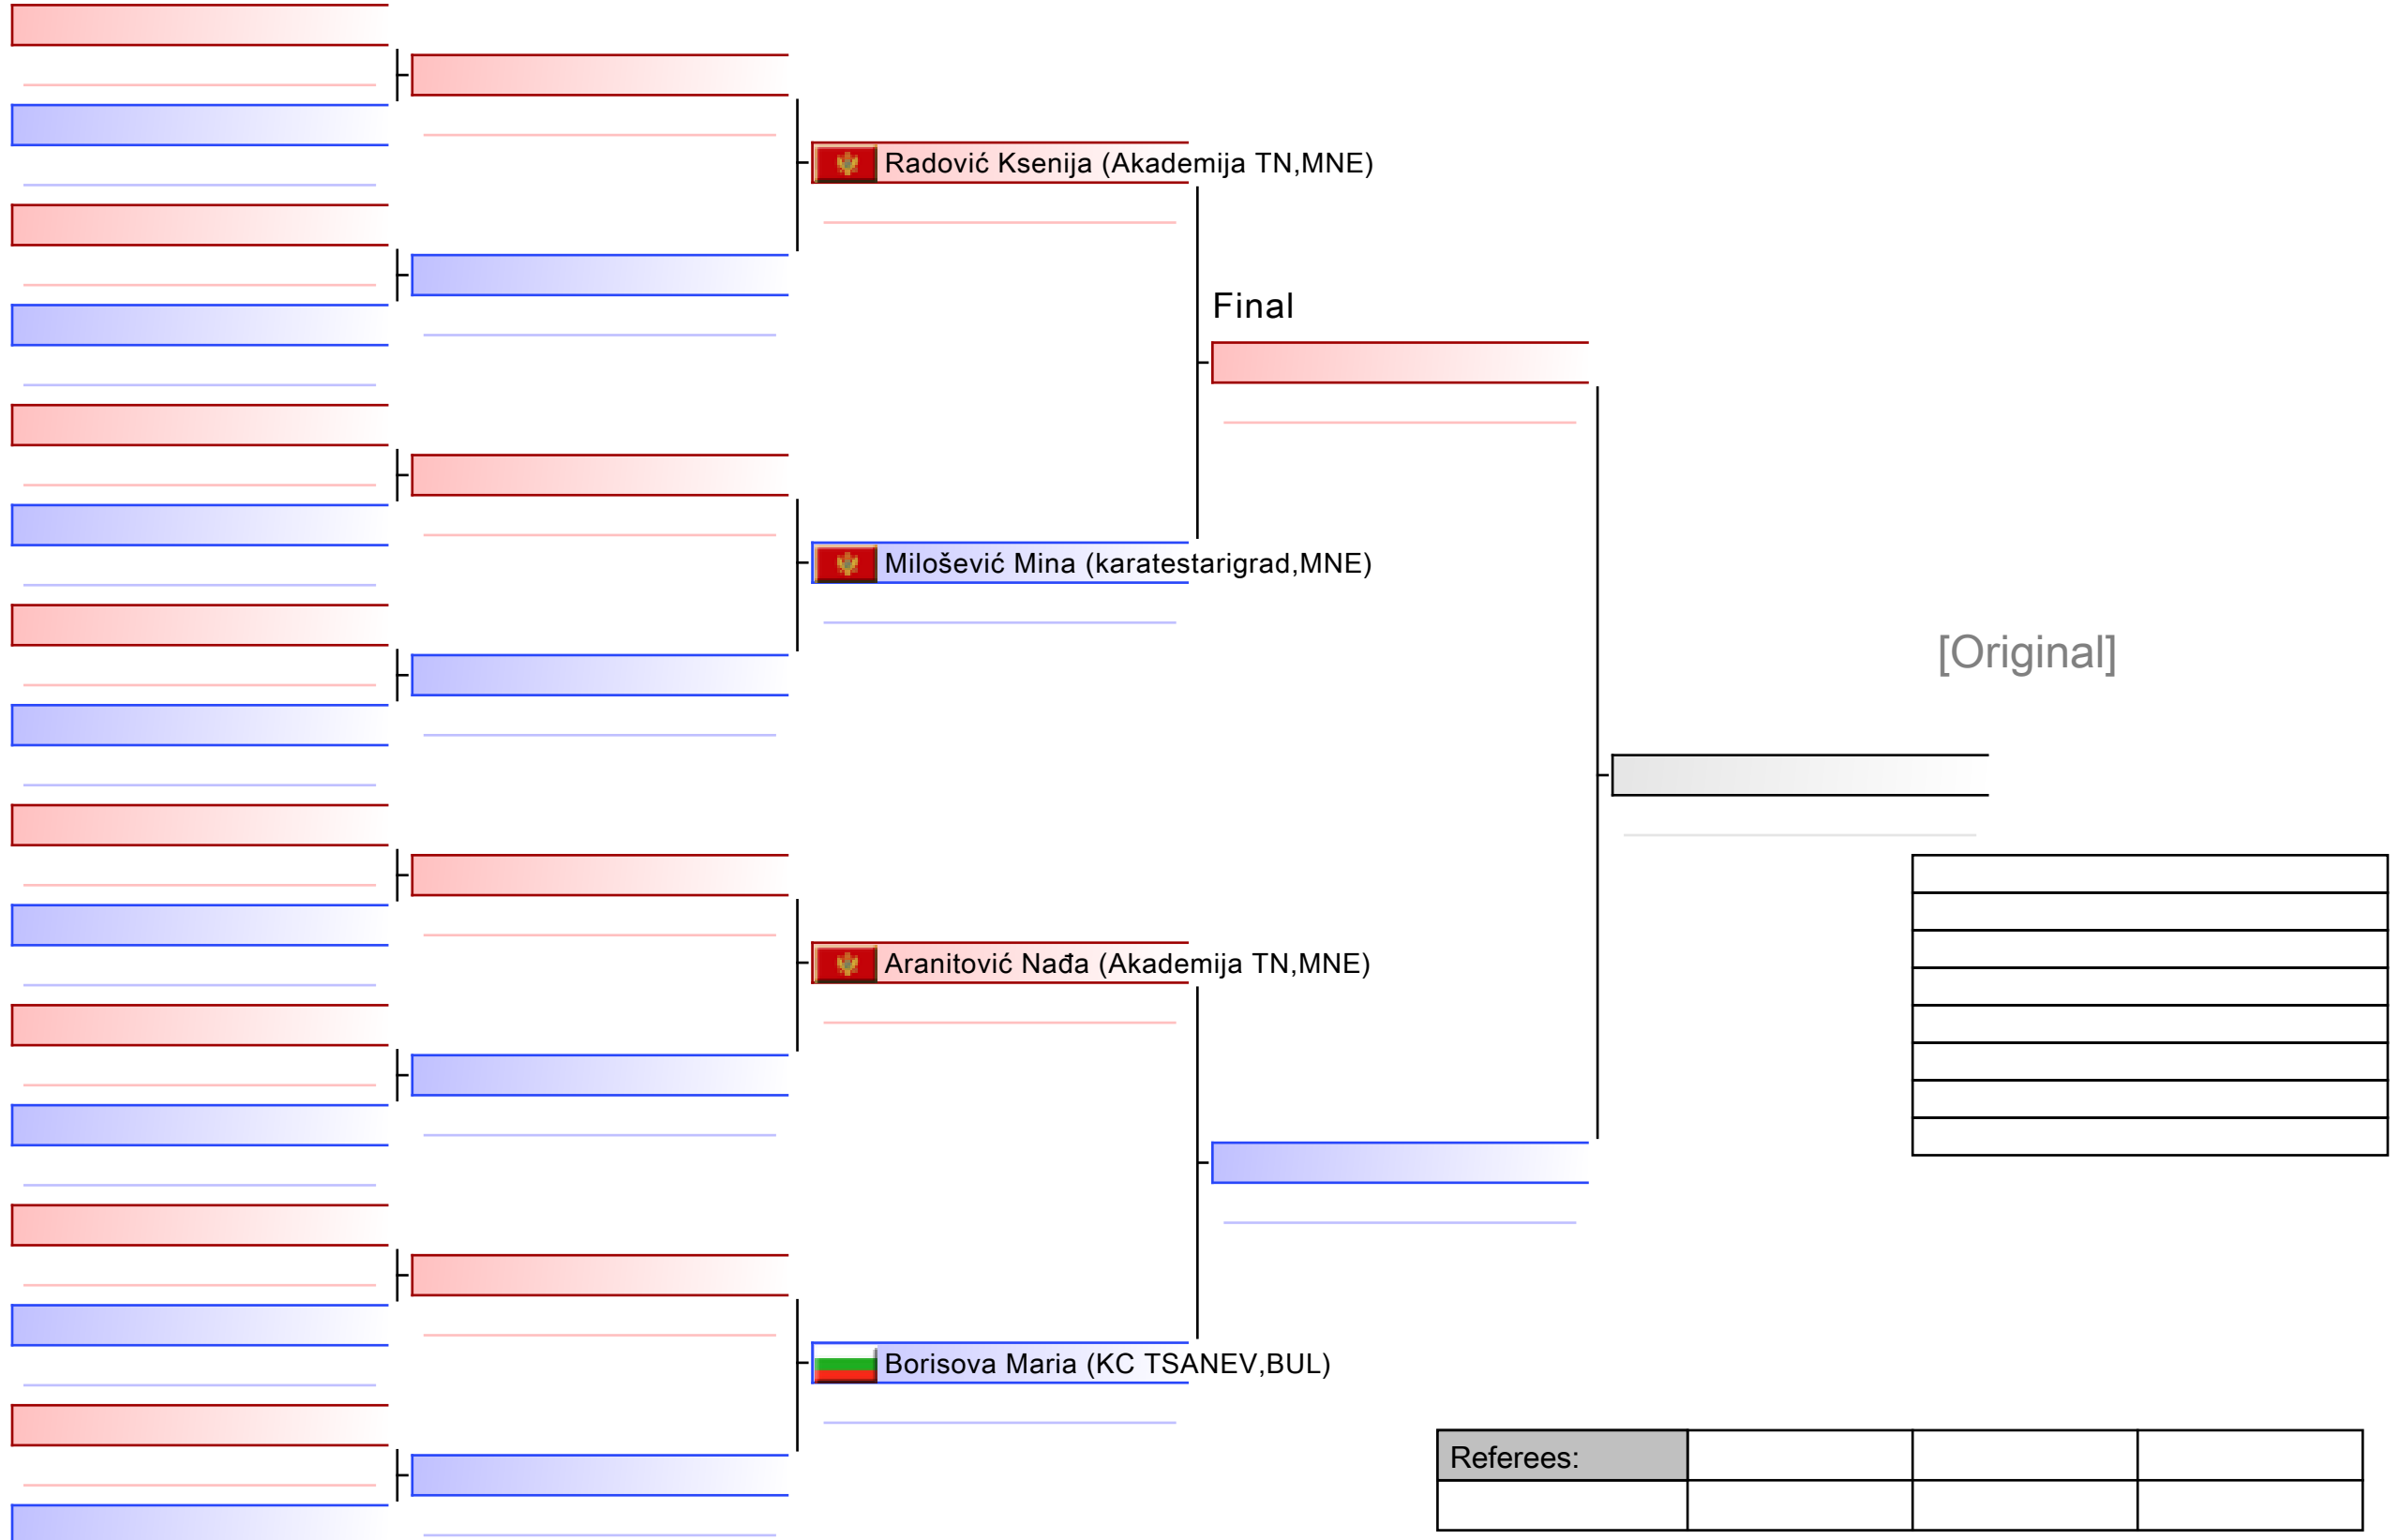 Radović Ksenija (Akademija TN,MNE)
Final
Milošević Mina (karatestarigrad,MNE)
[Original]
Aranitović Nađa (Akademija TN,MNE)
Borisova Maria (KC TSANEV,BUL)
Referees: